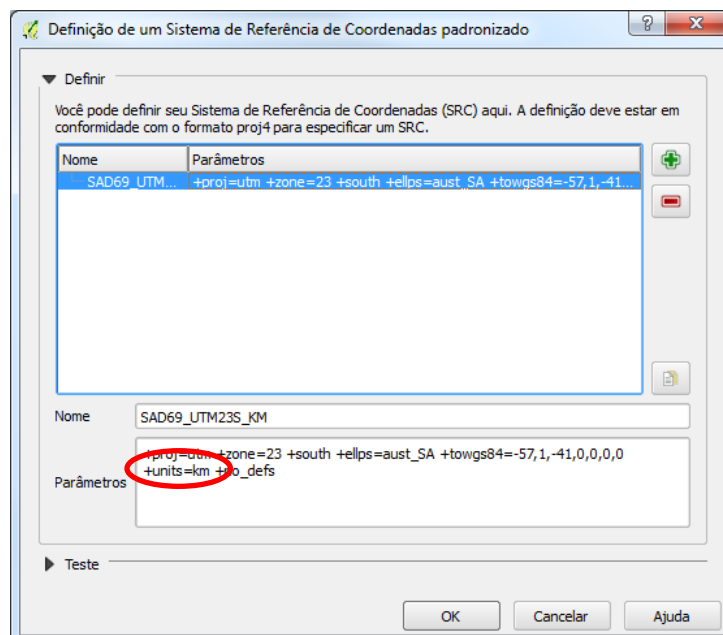 Definição de um Sistema de Referência de Coordenadas padronizado
Definir
Você pode definir seu Sistema de Referência de Coordenadas (SRC) aqui. A definição deve estar em
conformidade com o formato proj4 para especificar um SRC.
Nome Parâmetros
SAD69_UTM... +proj=utm +zone=23 +south +ellps=aust_SA +towgs84=-57,1,-41...
Nome SAD69_UTM23S_KM
+proj=utm +zone=23 +south +ellps=aust_SA +towgs84=-57,1,-41,0,0,0,0
+units=km +no_defs
Parâmetros
Teste
OK Cancelar Ajuda